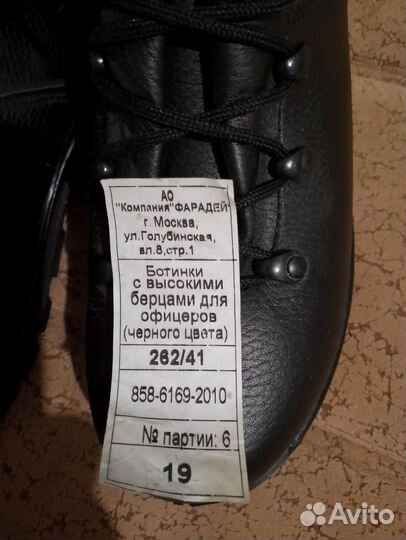 АО
"Компания"ФАРАДЕЙ"
г. Москва,
ул.Голубинская,
вл.8,стр.1
Ботинки
с высокими
берцами для
офицеров
(черного цвета)
262/41
858-6169-2010
№ партии: 6
19
Avito